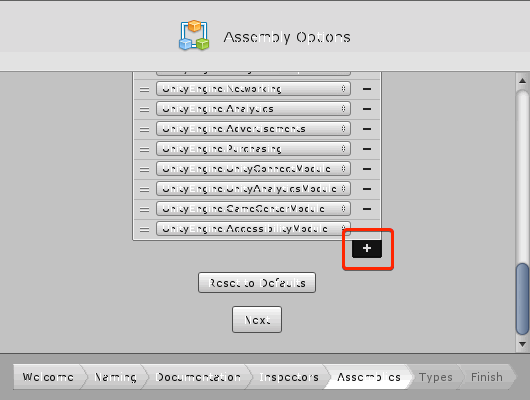 Assembly Options
UnityEngine.Networking
UnityEngine.Analytics
UnityEngine.Advertisements
UnityEngine.Purchasing
UnityEngine.UnityConnectModule
UnityEngine.UnityAnalyticsModule
UnityEngine.GameCenterModule
UnityEngine.AccessibilityModule
+
Reset to Defaults
Next
Welcome Naming Documentation Inspectors Assemblies Types Finish